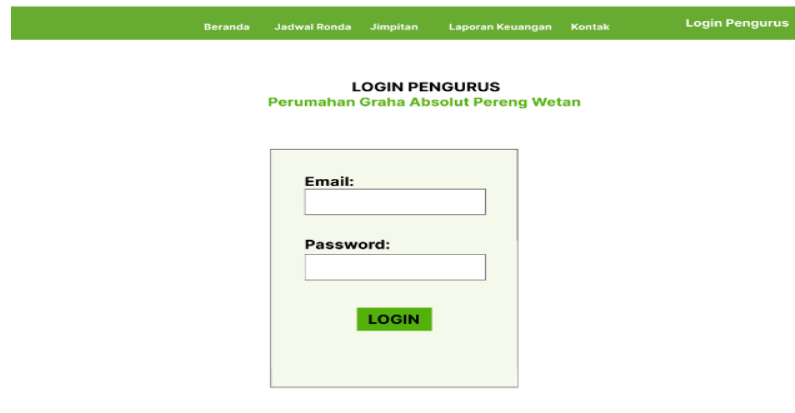 Beranda Jadwal Ronda Jimpitan Laporan Keuangan Kontak Login Pengurus
LOGIN PENGURUS
Perumahan Graha Absolut Pereng Wetan
Email:
Password:
LOGIN